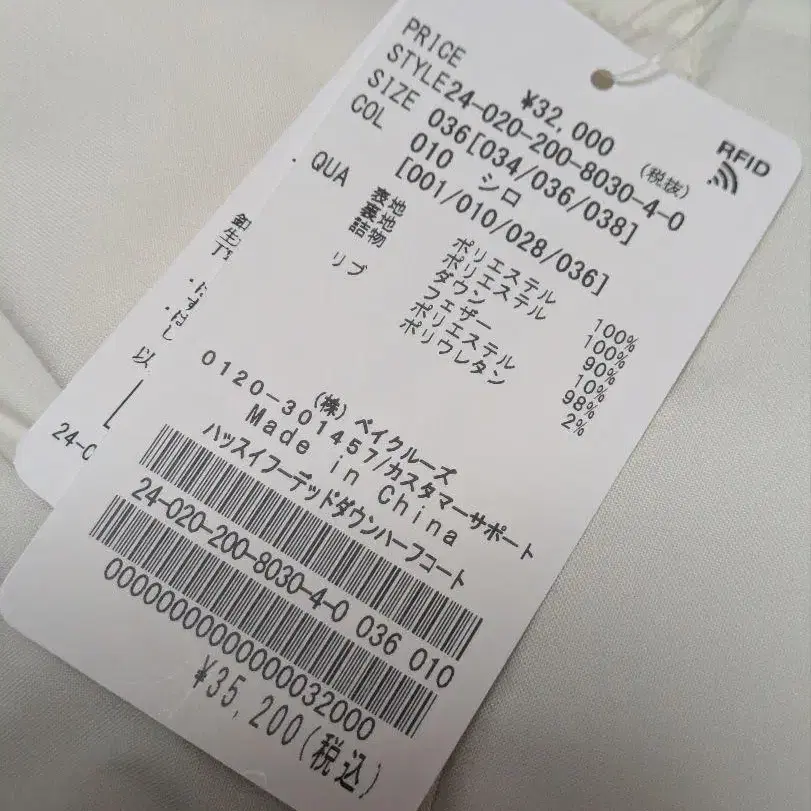 PRICE ¥32,000 (税抜)
STYLE24-020-200-8030-4-0
SIZE 036[034/036/038]
COL 010 シロ
[001/010/028/036]
QUA 表地 ポリエステル 100%
裏地 ポリエステル 100%
詰物 ダウン 90%
フェザー 10%
リブ ポリエステル 98%
ポリウレタン 2%
(株) ベイクルーズ
0120-301457/カスタマーサポート
Made in China
ハッスイフーデッドダウンハーフコート
24-020-200-8030-4-0 036 010
0000000000000032000
¥35,200(税込)
RFID
以
24-0